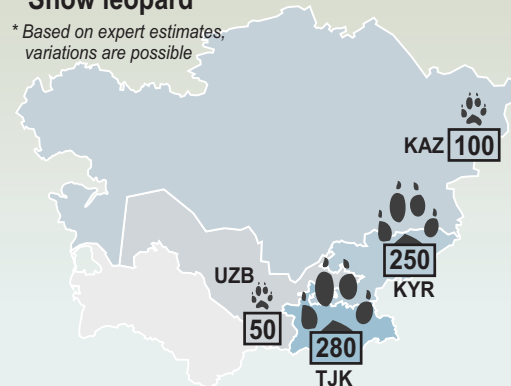 Snow leopard
* Based on expert estimates,
variations are possible
KAZ 100
250
KYR
UZB
50
280
TJK